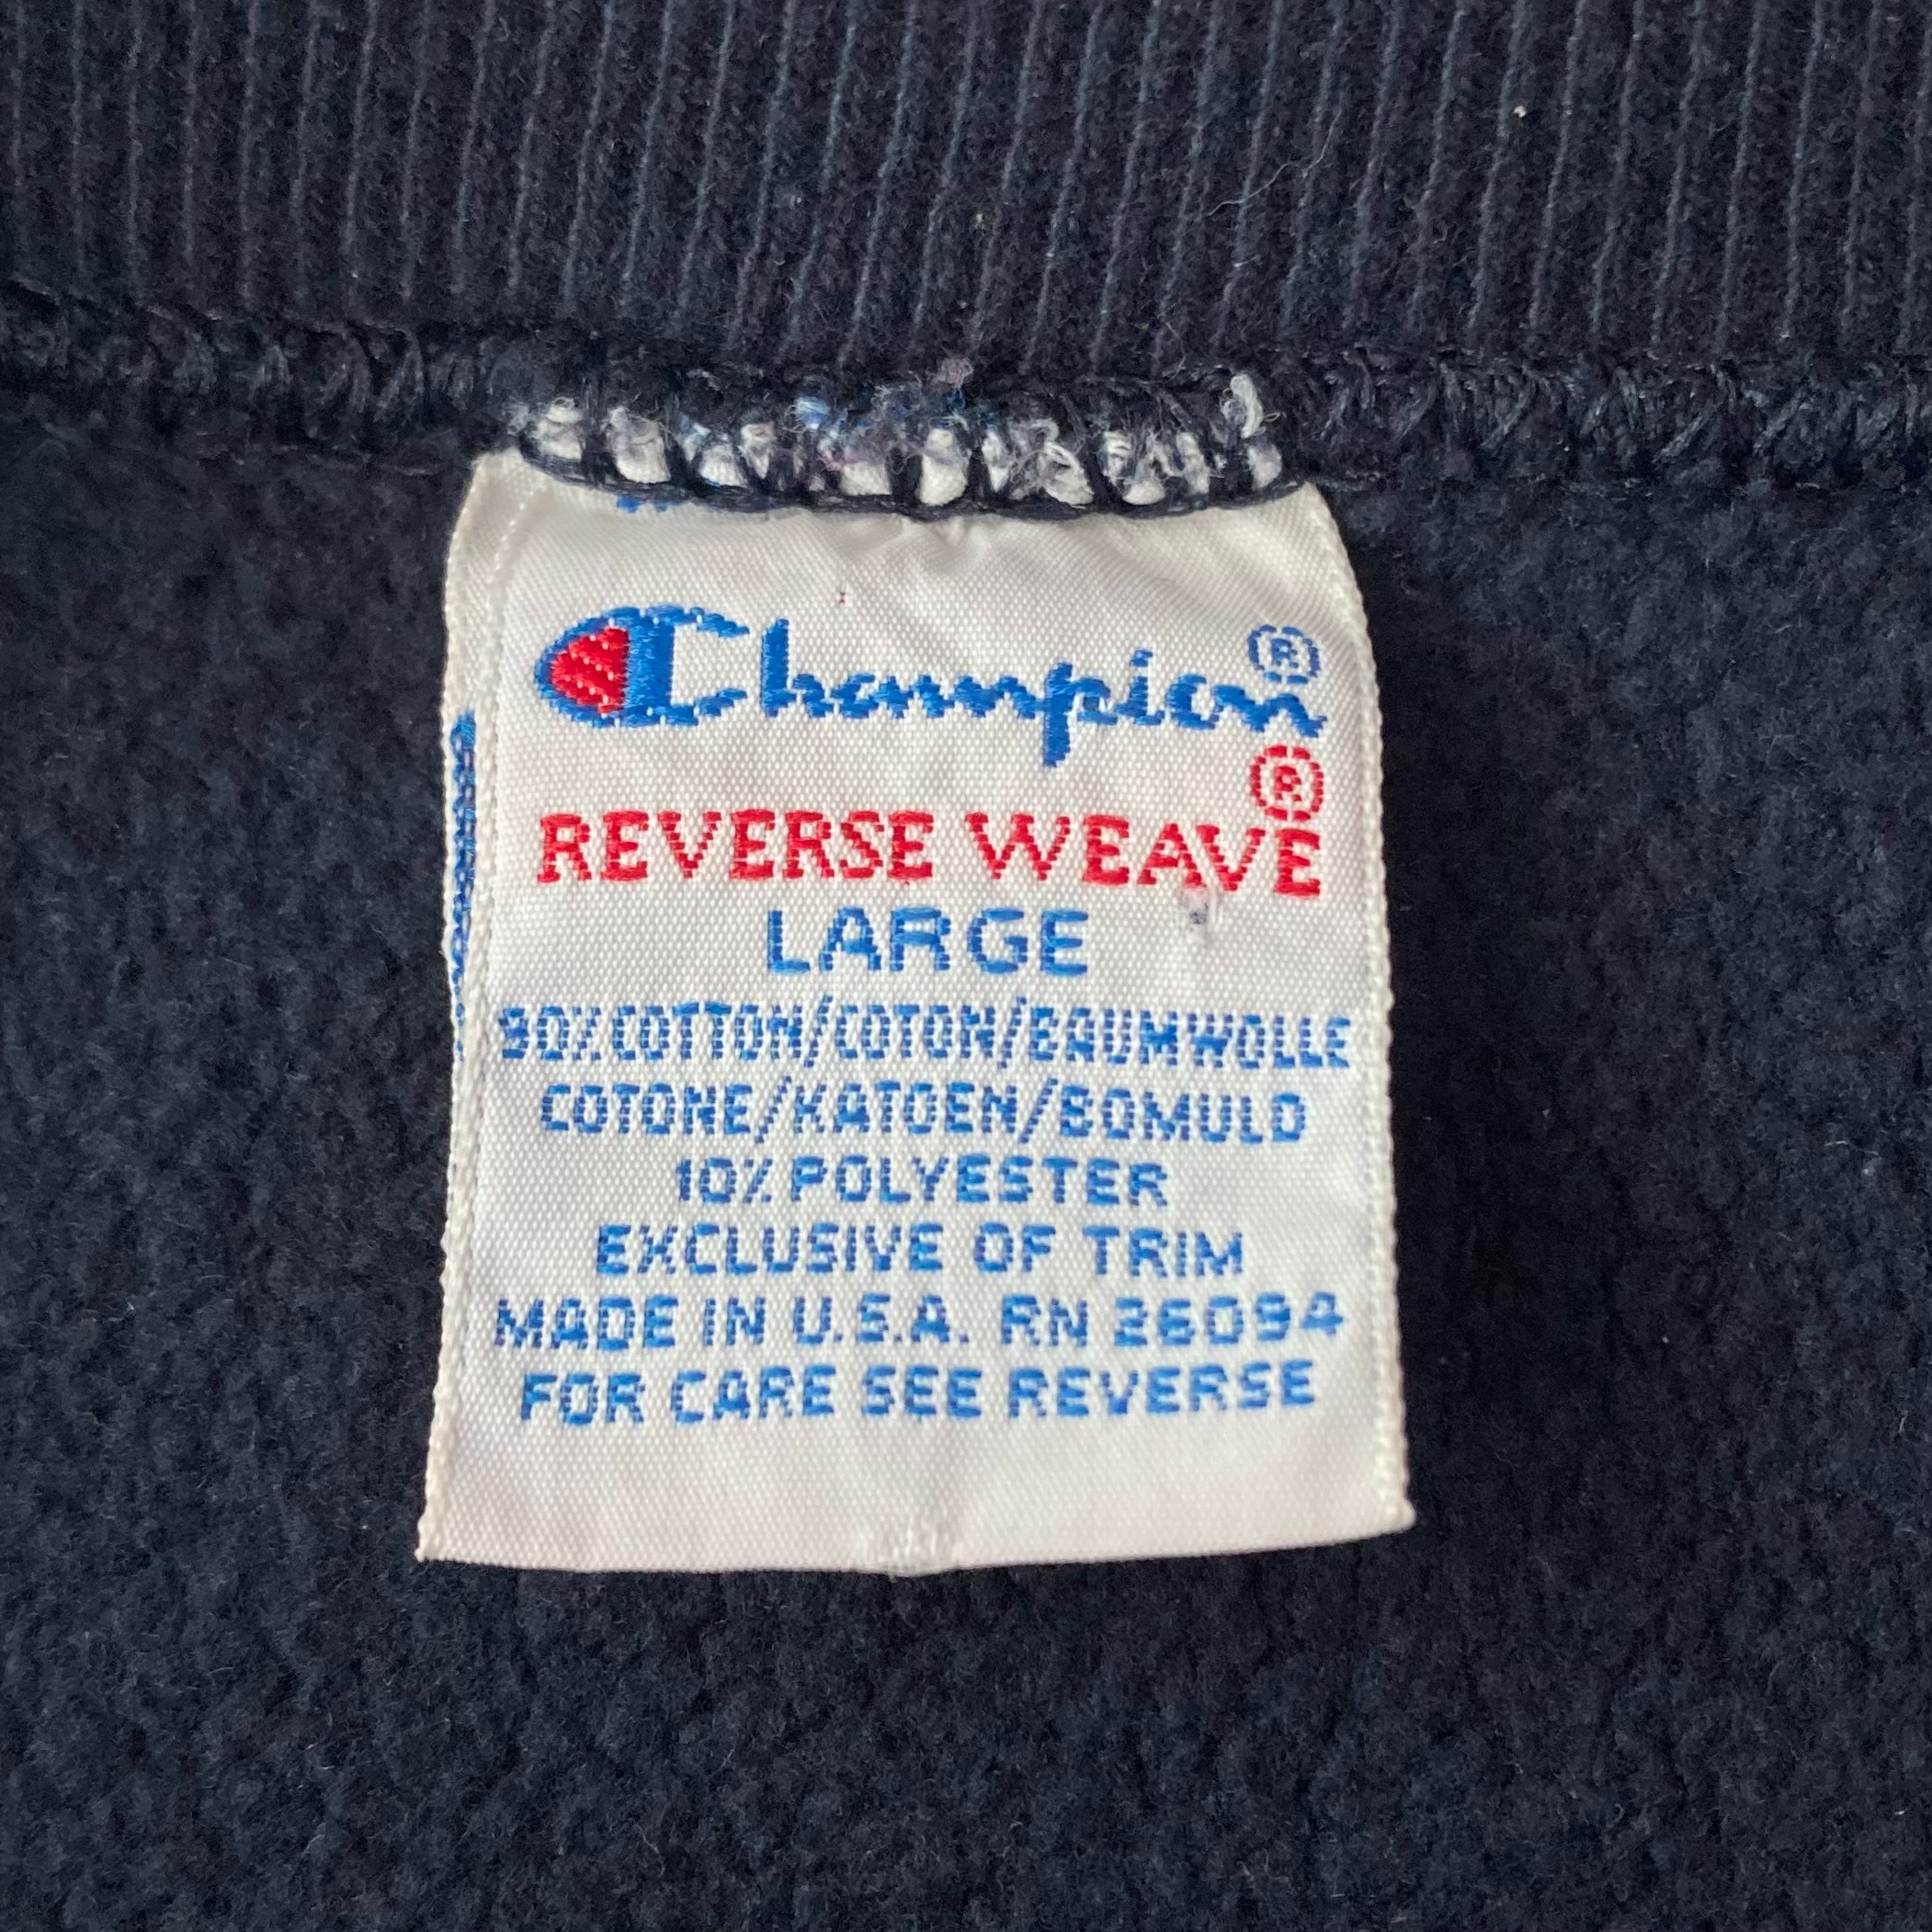 Champion®
REVERSE WEAVE®
LARGE
90% COTTON/COTON/BAUMWOLLE
COTONE/KATOEN/BOMULD
10% POLYESTER
EXCLUSIVE OF TRIM
MADE IN U.S.A. RN 26094
FOR CARE SEE REVERSE